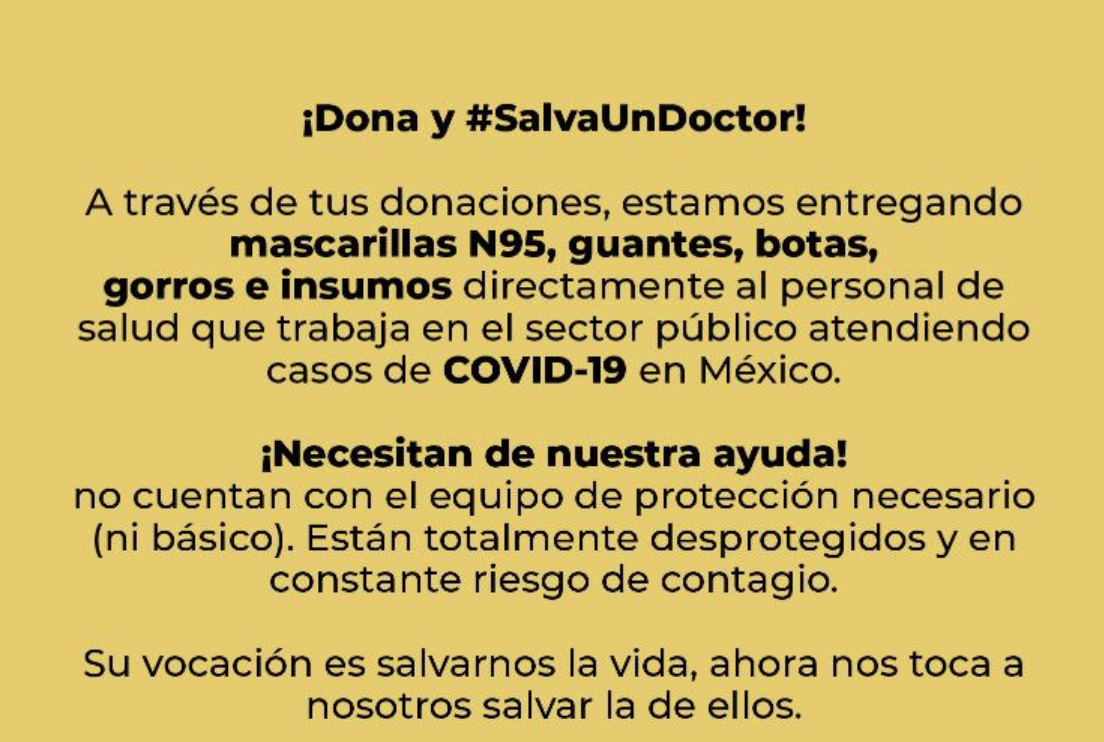 ¡Dona y #SalvaUnDoctor!
A través de tus donaciones, estamos entregando
mascarillas N95, guantes, botas,
gorros e insumos directamente al personal de
salud que trabaja en el sector público atendiendo
casos de COVID-19 en México.
¡Necesitan de nuestra ayuda!
no cuentan con el equipo de protección necesario
(ni básico). Están totalmente desprotegidos y en
constante riesgo de contagio.
Su vocación es salvarnos la vida, ahora nos toca a
nosotros salvar la de ellos.